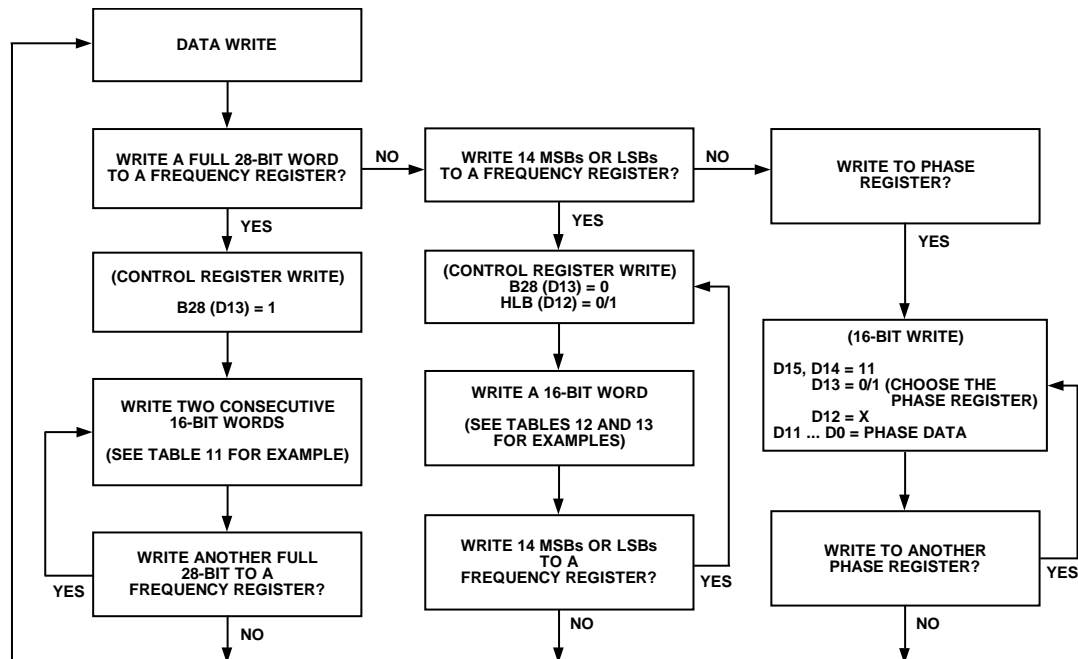 DATA WRITE
WRITE A FULL 28-BIT WORD
TO A FREQUENCY REGISTER?
NO
WRITE 14 MSBs OR LSBs
TO A FREQUENCY REGISTER?
NO
WRITE TO PHASE
REGISTER?
YES
YES
YES
(CONTROL REGISTER WRITE)
B28 (D13) = 1
(CONTROL REGISTER WRITE)
B28 (D13) = 0
HLB (D12) = 0/1
(16-BIT WRITE)
D15, D14 = 11
D13 = 0/1 (CHOOSE THE
PHASE REGISTER)
D12 = X
D11 ... D0 = PHASE DATA
WRITE TWO CONSECUTIVE
16-BIT WORDS
(SEE TABLE 11 FOR EXAMPLE)
WRITE A 16-BIT WORD
(SEE TABLES 12 AND 13
FOR EXAMPLES)
WRITE ANOTHER FULL
28-BIT TO A
FREQUENCY REGISTER?
YES
NO
WRITE 14 MSBs OR LSBs
TO A
FREQUENCY REGISTER?
YES
NO
WRITE TO ANOTHER
PHASE REGISTER?
YES
NO